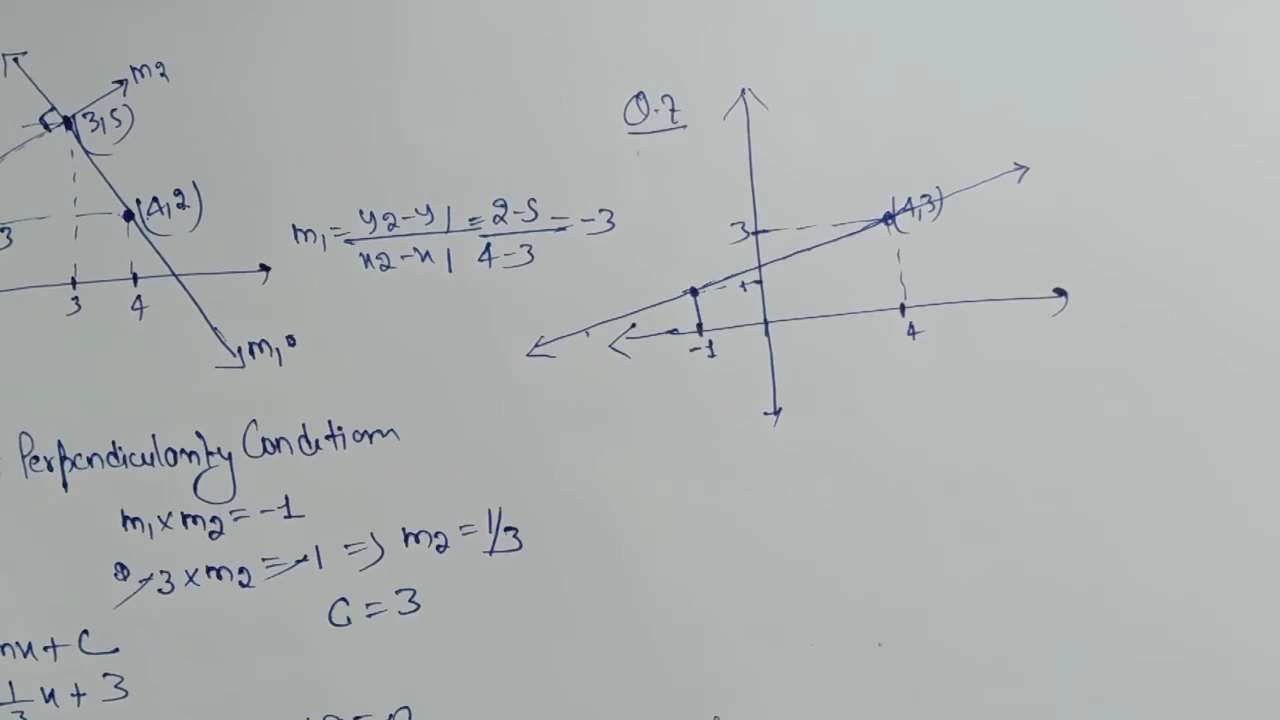 m2
(3,5)
(4,2)
3
3
4
m1
m1 = y2-y1/x2-x1 = 2-5/4-3 = -3
Q.7
(4,3)
3
-1
4
Perpendicularity Condition
m1 x m2 = -1
-3 x m2 = -1 => m2 = 1/3
C = 3
mx + C
1/3 x + 3